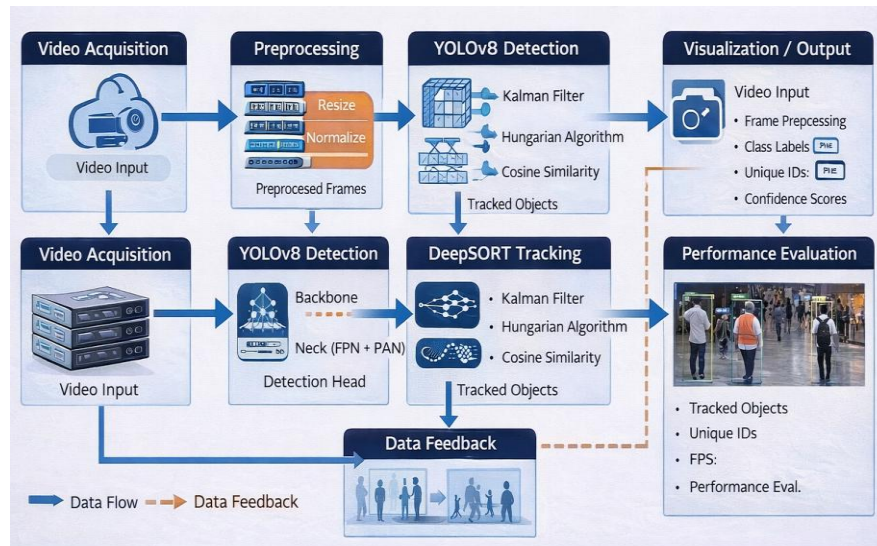 Video Acquisition
Video Input
Preprocessing
Resize
Normalize
Preprocesed Frames
YOLOv8 Detection
Kalman Filter
Hungarian Algorithm
Cosine Similarity
Tracked Objects
Visualization / Output
Video Input
• Frame Prepcessing
• Class Labels
• Unique IDs:
• Confidence Scores
Video Acquisition
Video Input
YOLOv8 Detection
Backbone
Neck (FPN + PAN)
Detection Head
DeepSORT Tracking
• Kalman Filter
• Hungarian Algorithm
• Cosine Similarity
Tracked Objects
Performance Evaluation
• Tracked Objects
• Unique IDs
• FPS:
• Performance Eval.
Data Feedback
Data Flow
Data Feedback